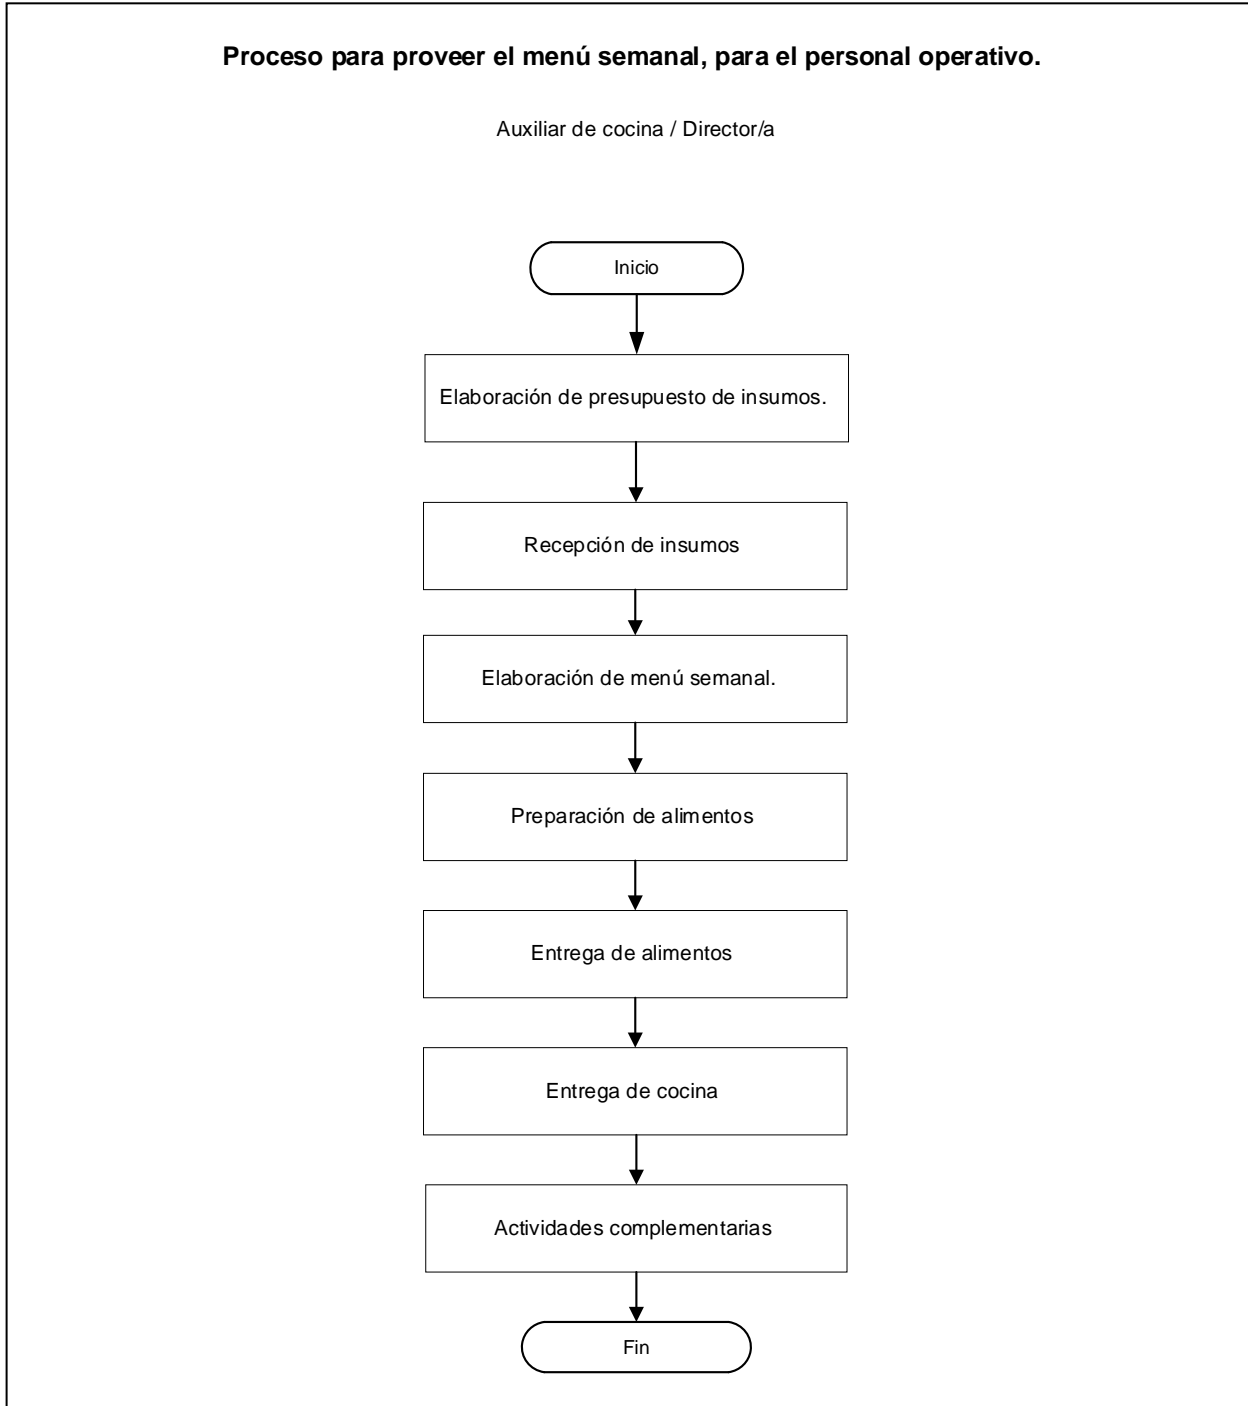 Proceso para proveer el menú semanal, para el personal operativo.
Auxiliar de cocina / Director/a
Inicio
Elaboración de presupuesto de insumos.
Recepción de insumos
Elaboración de menú semanal.
Preparación de alimentos
Entrega de alimentos
Entrega de cocina
Actividades complementarias
Fin